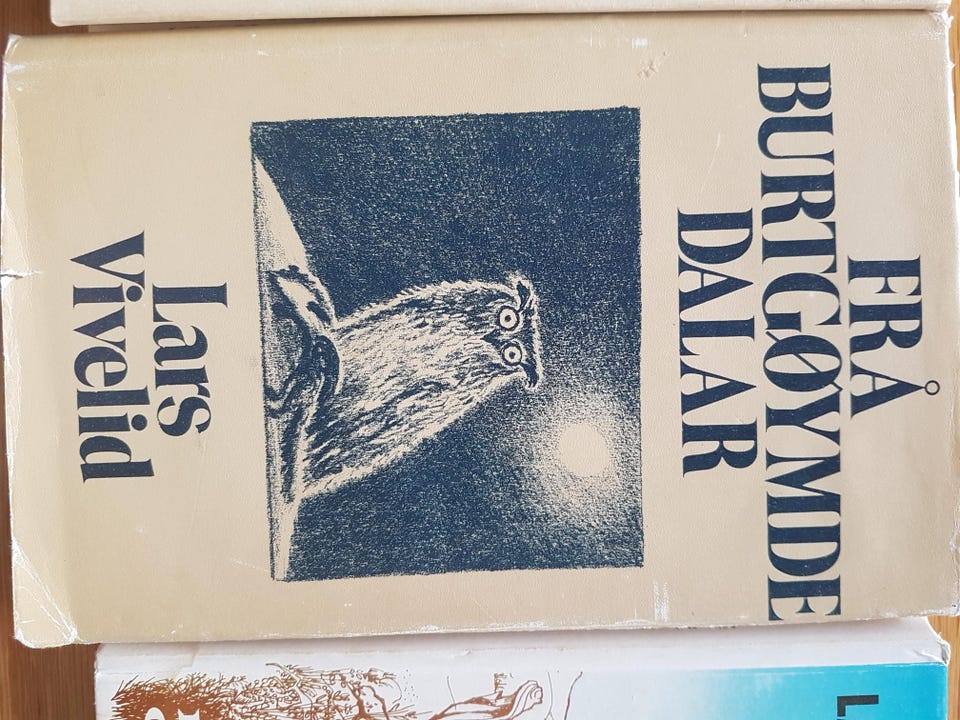 FRÅ
BURTGØYMDE
DALAR
Lars
Vivelid